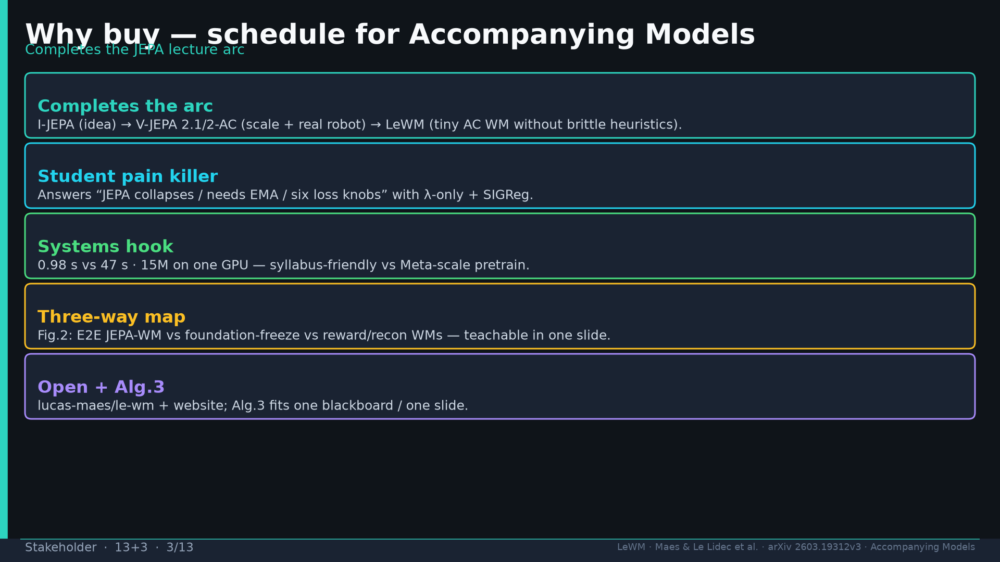 Why buy — schedule for Accompanying Models
Completes the JEPA lecture arc
Completes the arc
I-JEPA (idea) → V-JEPA 2.1/2-AC (scale + real robot) → LeWM (tiny AC WM without brittle heuristics).
Student pain killer
Answers “JEPA collapses / needs EMA / six loss knobs” with λ-only + SIGReg.
Systems hook
0.98 s vs 47 s · 15M on one GPU — syllabus-friendly vs Meta-scale pretrain.
Three-way map
Fig.2: E2E JEPA-WM vs foundation-freeze vs reward/recon WMs — teachable in one slide.
Open + Alg.3
lucas-maes/le-wm + website; Alg.3 fits one blackboard / one slide.
Stakeholder · 13+3 · 3/13
LeWM · Maes & Le Lidec et al. · arXiv 2603.19312v3 · Accompanying Models